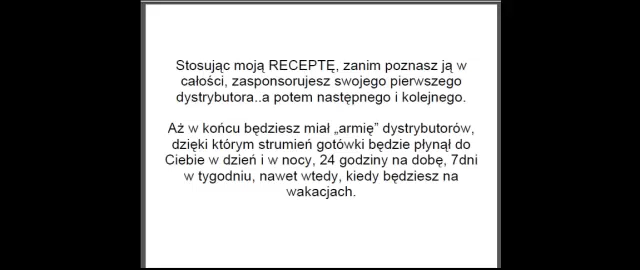 Stosując moją RECEPTĘ, zanim poznasz ją w
całości, zasponsorujesz swojego pierwszego
dystrybutora..a potem następnego i kolejnego.
Aż w końcu będziesz miał „armię” dystrybutorów,
dzięki którym strumień gotówki będzie płynął do
Ciebie w dzień i w nocy, 24 godziny na dobę, 7dni
w tygodniu, nawet wtedy, kiedy będziesz na
wakacjach.